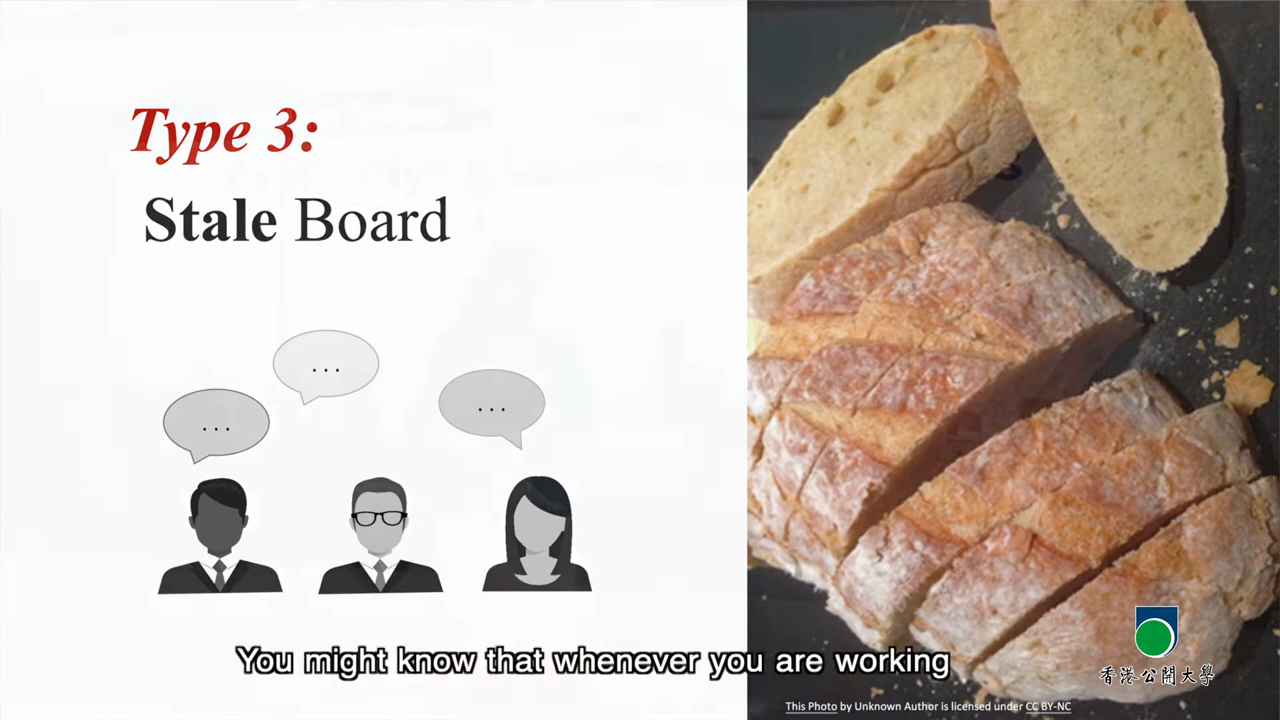 Type 3:
Stale Board
...
...
...
You might know that whenever you are working
香港公開大學
This Photo by Unknown Author is licensed under CC BY-NC